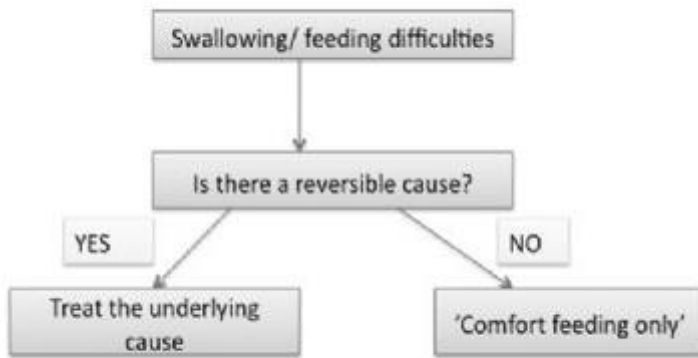 Swallowing/ feeding difficulties
Is there a reversible cause?
YES
NO
Treat the underlying
cause
‘Comfort feeding only’